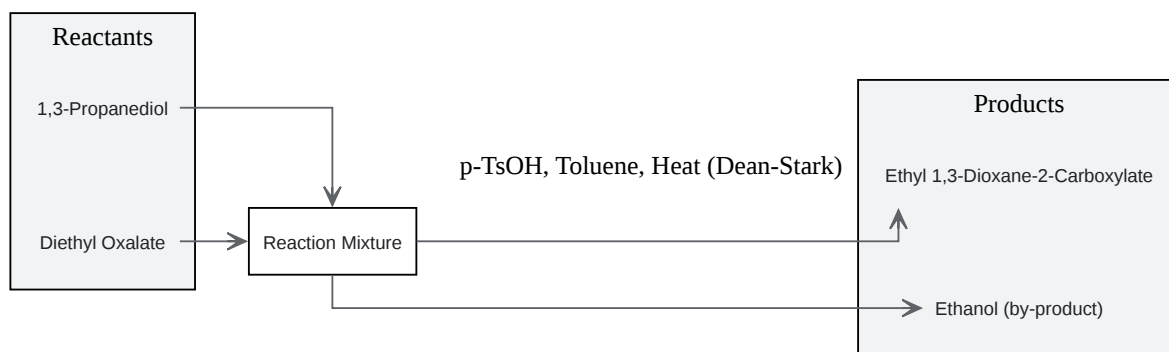 Reactants
1,3-Propanediol
Diethyl Oxalate
Reaction Mixture
p-TsOH, Toluene, Heat (Dean-Stark)
Products
Ethyl 1,3-Dioxane-2-Carboxylate
Ethanol (by-product)